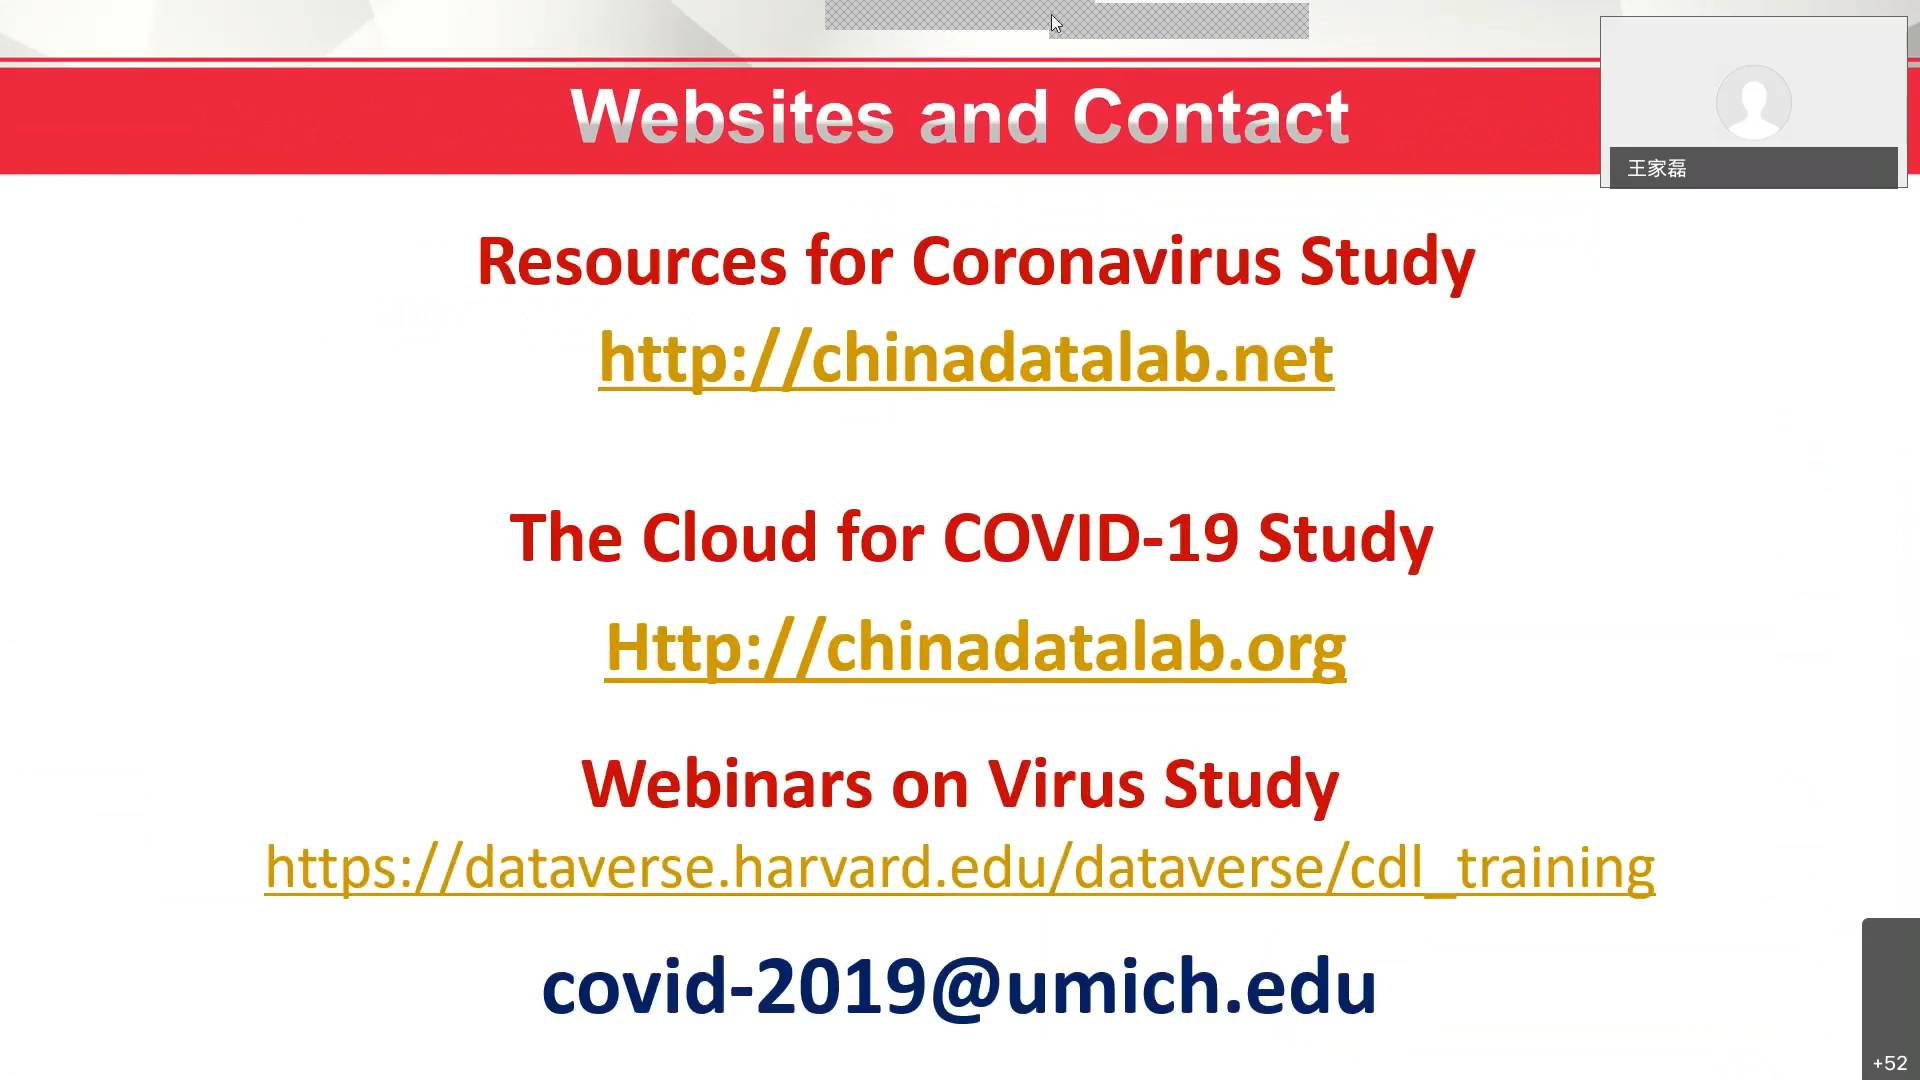 Websites and Contact
王家磊
Resources for Coronavirus Study
http://chinadatalab.net
The Cloud for COVID-19 Study
Http://chinadatalab.org
Webinars on Virus Study
https://dataverse.harvard.edu/dataverse/cdl_training
covid-2019@umich.edu
+52